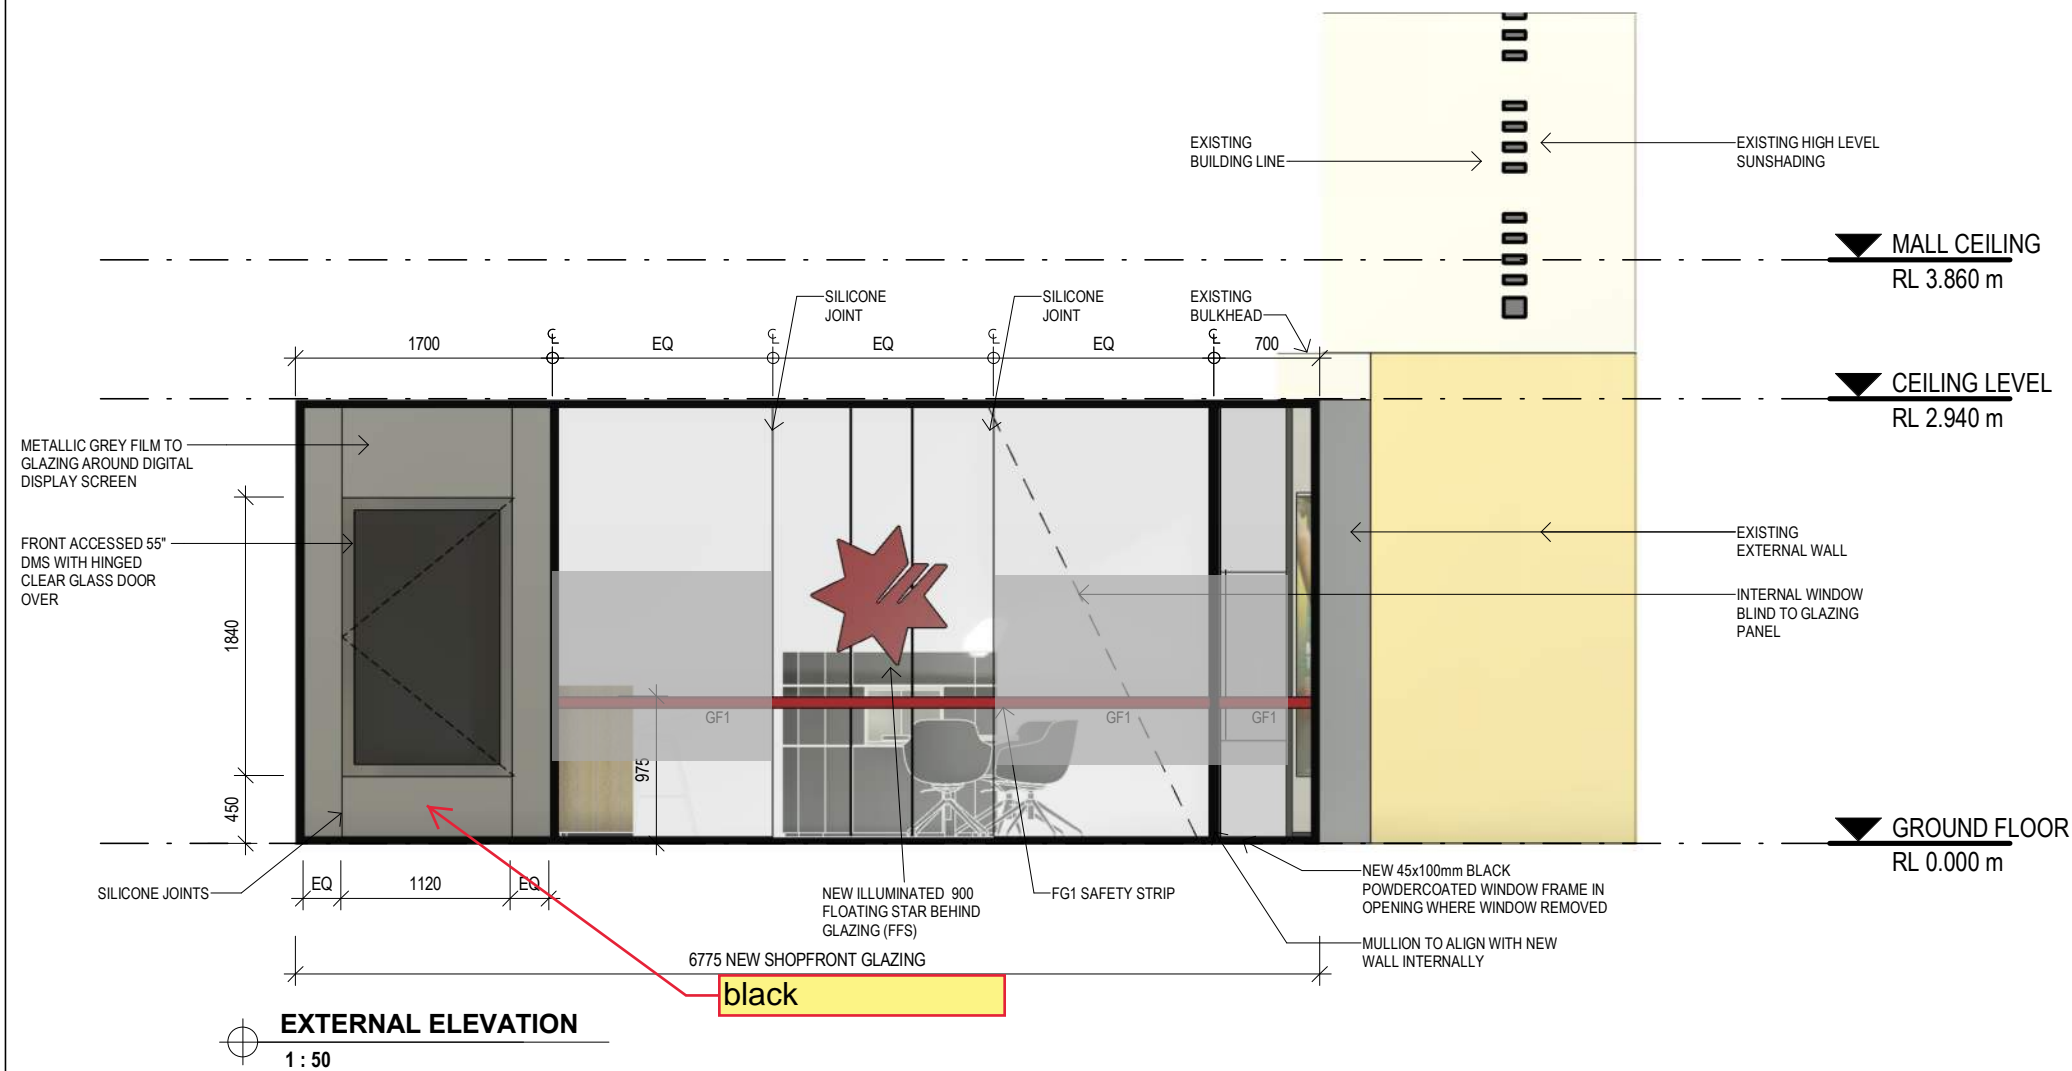 EXISTING
BUILDING LINE
EXISTING HIGH LEVEL
SUNSHADING
MALL CEILING
RL 3.860 m
SILICONE
JOINT
SILICONE
JOINT
EXISTING
BULKHEAD
1700
EQ
EQ
EQ
700
CEILING LEVEL
RL 2.940 m
METALLIC GREY FILM TO
GLAZING AROUND DIGITAL
DISPLAY SCREEN
FRONT ACCESSED 55"
DMS WITH HINGED
CLEAR GLASS DOOR
OVER
EXISTING
EXTERNAL WALL
INTERNAL WINDOW
BLIND TO GLAZING
PANEL
1840
450
975
GF1
GF1
GF1
GROUND FLOOR
RL 0.000 m
SILICONE JOINTS
EQ
1120
EQ
NEW ILLUMINATED 900
FLOATING STAR BEHIND
GLAZING (FFS)
FG1 SAFETY STRIP
NEW 45x100mm BLACK
POWDERCOATED WINDOW FRAME IN
OPENING WHERE WINDOW REMOVED
MULLION TO ALIGN WITH NEW
WALL INTERNALLY
6775 NEW SHOPFRONT GLAZING
black
EXTERNAL ELEVATION
1 : 50